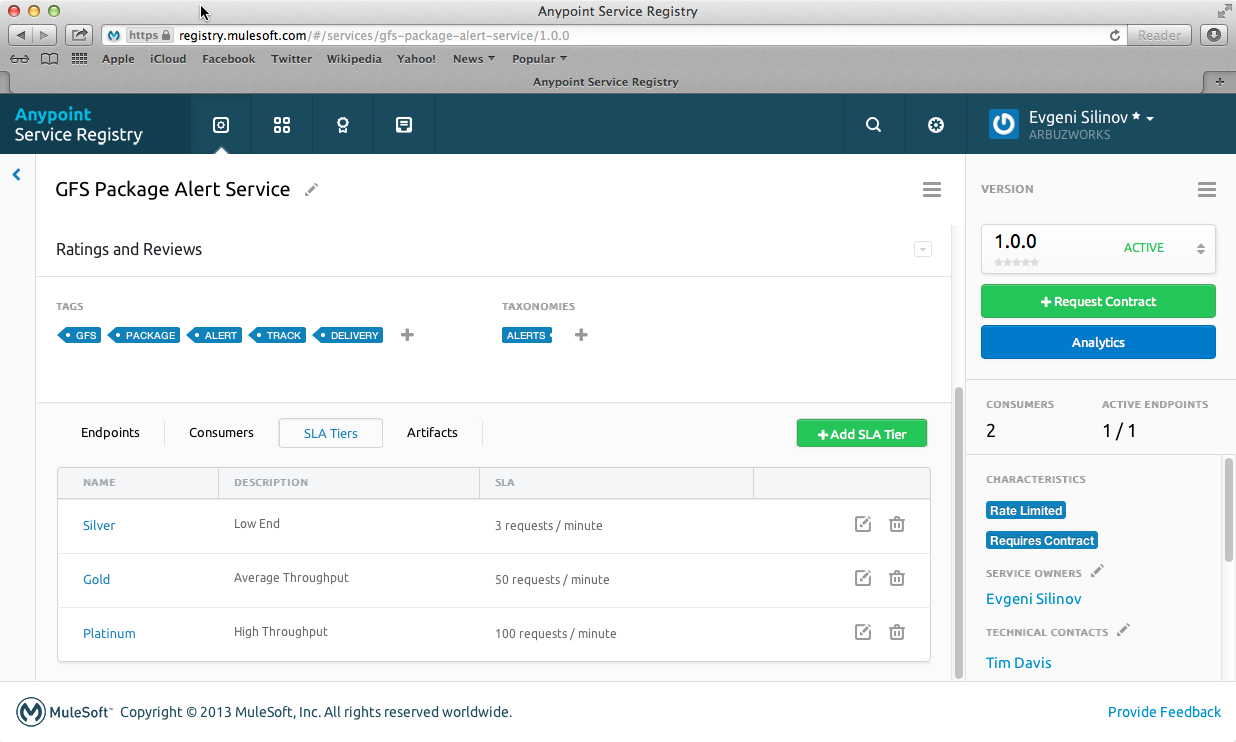 Anypoint Service Registry
https registry.mulesoft.com/#/services/gfs-package-alert-service/1.0.0 Reader
Apple iCloud Facebook Twitter Wikipedia Yahoo! News Popular
Anypoint Service Registry
Anypoint
Service Registry
Evgeni Silinov
ARBUZWORKS
GFS Package Alert Service
VERSION
Ratings and Reviews
1.0.0 ACTIVE
TAGS TAXONOMIES
GFS PACKAGE ALERT TRACK DELIVERY ALERTS
Request Contract
Analytics
CONSUMERS ACTIVE ENDPOINTS
2 1 / 1
Endpoints Consumers SLA Tiers Artifacts Add SLA Tier
NAME DESCRIPTION SLA
Silver Low End 3 requests / minute
Gold Average Throughput 50 requests / minute
Platinum High Throughput 100 requests / minute
CHARACTERISTICS
Rate Limited
Requires Contract
SERVICE OWNERS
Evgeni Silinov
TECHNICAL CONTACTS
Tim Davis
MuleSoft™ Copyright © 2013 MuleSoft, Inc. All rights reserved worldwide. Provide Feedback